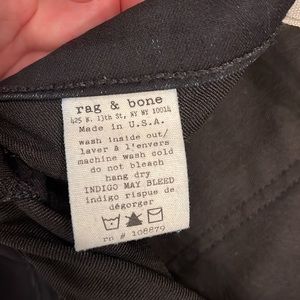 rag & bone
425 W. 13th St, NY NY 10014
Made in U.S.A.
wash inside out/
laver à l'envers
machine wash cold
do not bleach
hang dry
INDIGO MAY BLEED
indigo risque de
dégorger
rn # 108879